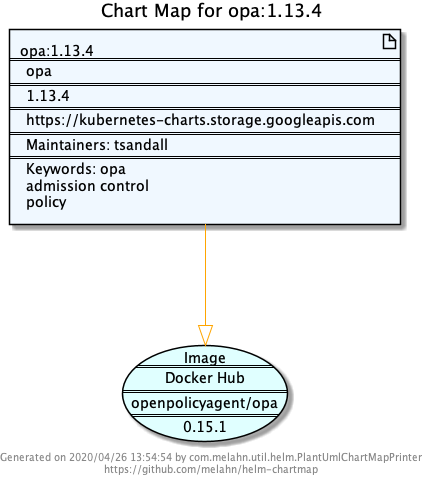 Chart Map for opa:1.13.4
opa:1.13.4
opa
1.13.4
https://kubernetes-charts.storage.googleapis.com
Maintainers: tsandall
Keywords: opa
admission control
policy
Image
Docker Hub
openpolicyagent/opa
0.15.1
Generated on 2020/04/26 13:54:54 by com.melahn.util.helm.PlantUmlChartMapPrinter
https://github.com/melahn/helm-chartmap